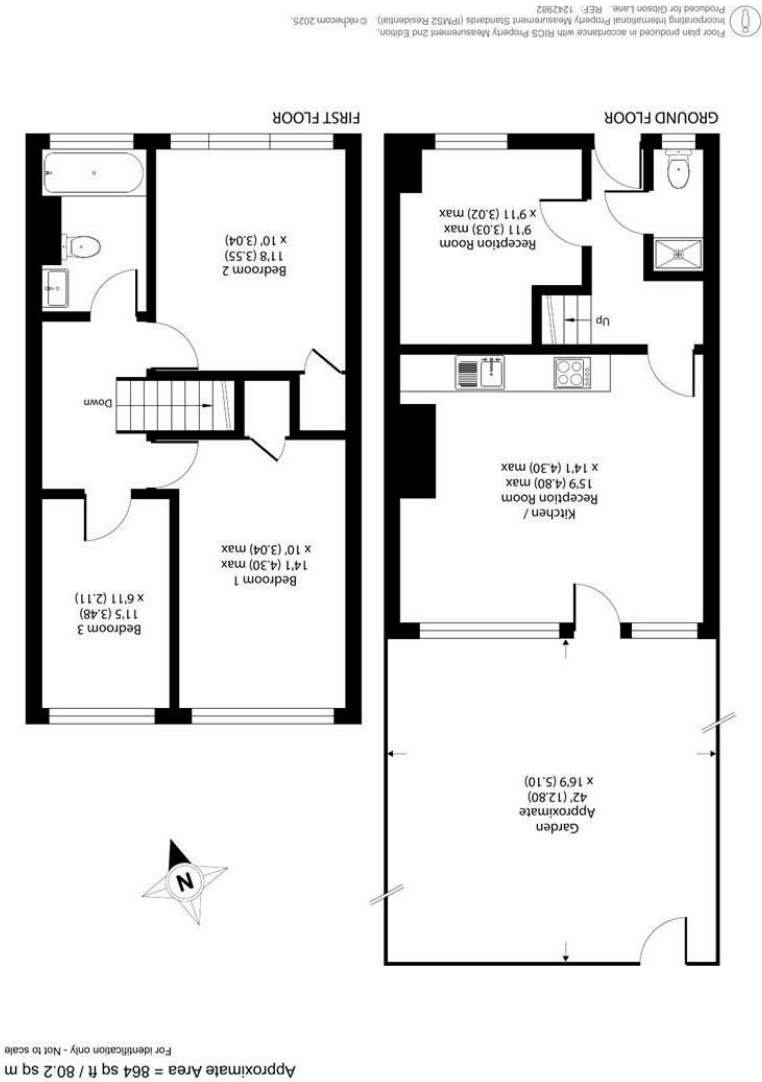 Approximate Area = 864 sq ft / 80.2 sq m
For identification only - Not to scale
Garden
Approximate
42' (12.80)
x 16'9 (5.10)
Kitchen /
Reception Room
15'9 (4.80) max
x 14'1 (4.30) max
Up
Reception Room
9'11 (3.03) max
x 9'11 (3.02) max
GROUND FLOOR
N
Bedroom 1
14'1 (4.30) max
x 10' (3.04) max
Bedroom 3
11'5 (3.48)
x 6'11 (2.11)
Down
Bedroom 2
11'8 (3.55)
x 10' (3.04)
FIRST FLOOR
Floor plan produced in accordance with RICS Property Measurement 2nd Edition,
Incorporating International Property Measurement Standards (IPMS2 Residential). © nichecom 2025.
Produced for Gibson Lane. REF: 1242982